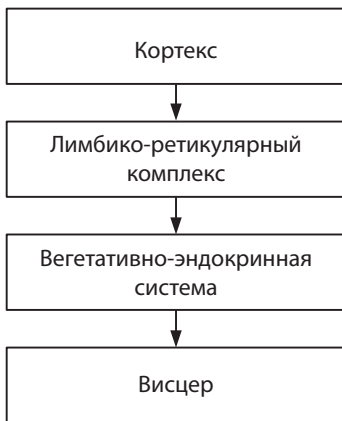 Кортекс
Лимбико-ретикулярный
комплекс
Вегетативно-эндокринная
система
Висцер